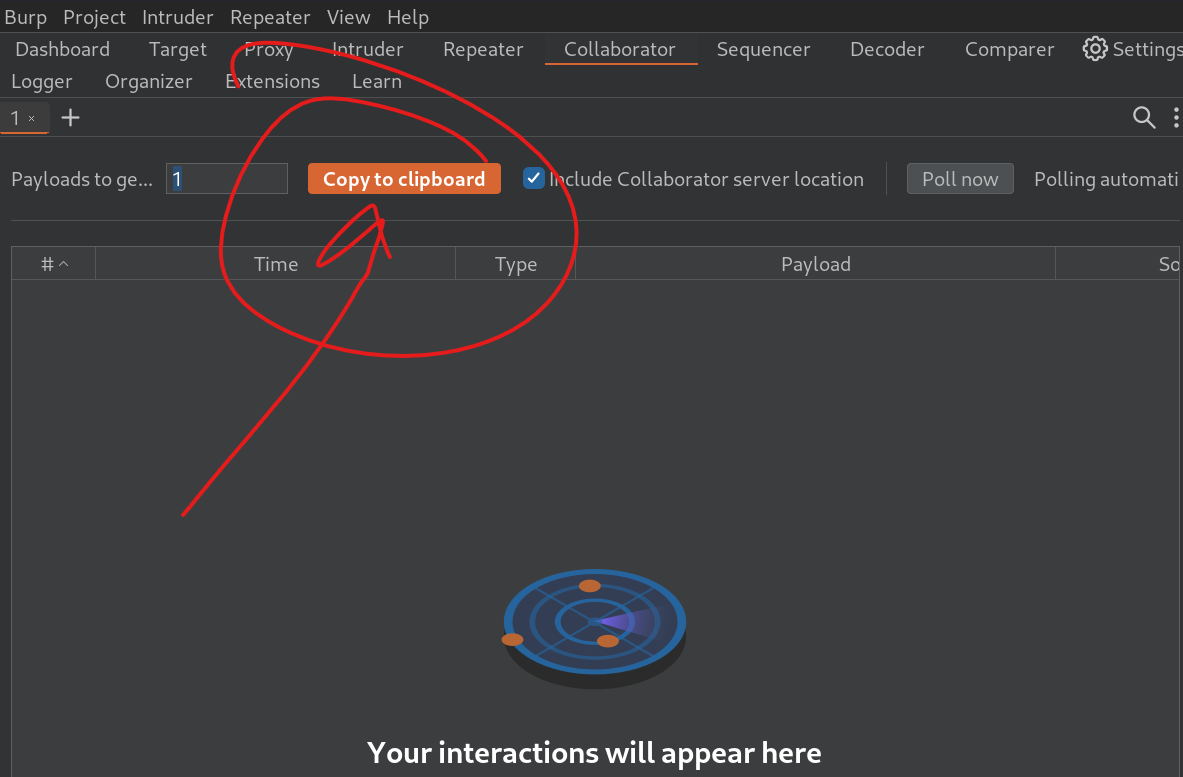 Burp Project Intruder Repeater View Help
Dashboard Target Proxy Intruder Repeater Collaborator Sequencer Decoder Comparer Settings
Logger Organizer Extensions Learn
1 × +
Payloads to ge... 1 Copy to clipboard Include Collaborator server location Poll now Polling automati
# Time Type Payload So
Your interactions will appear here